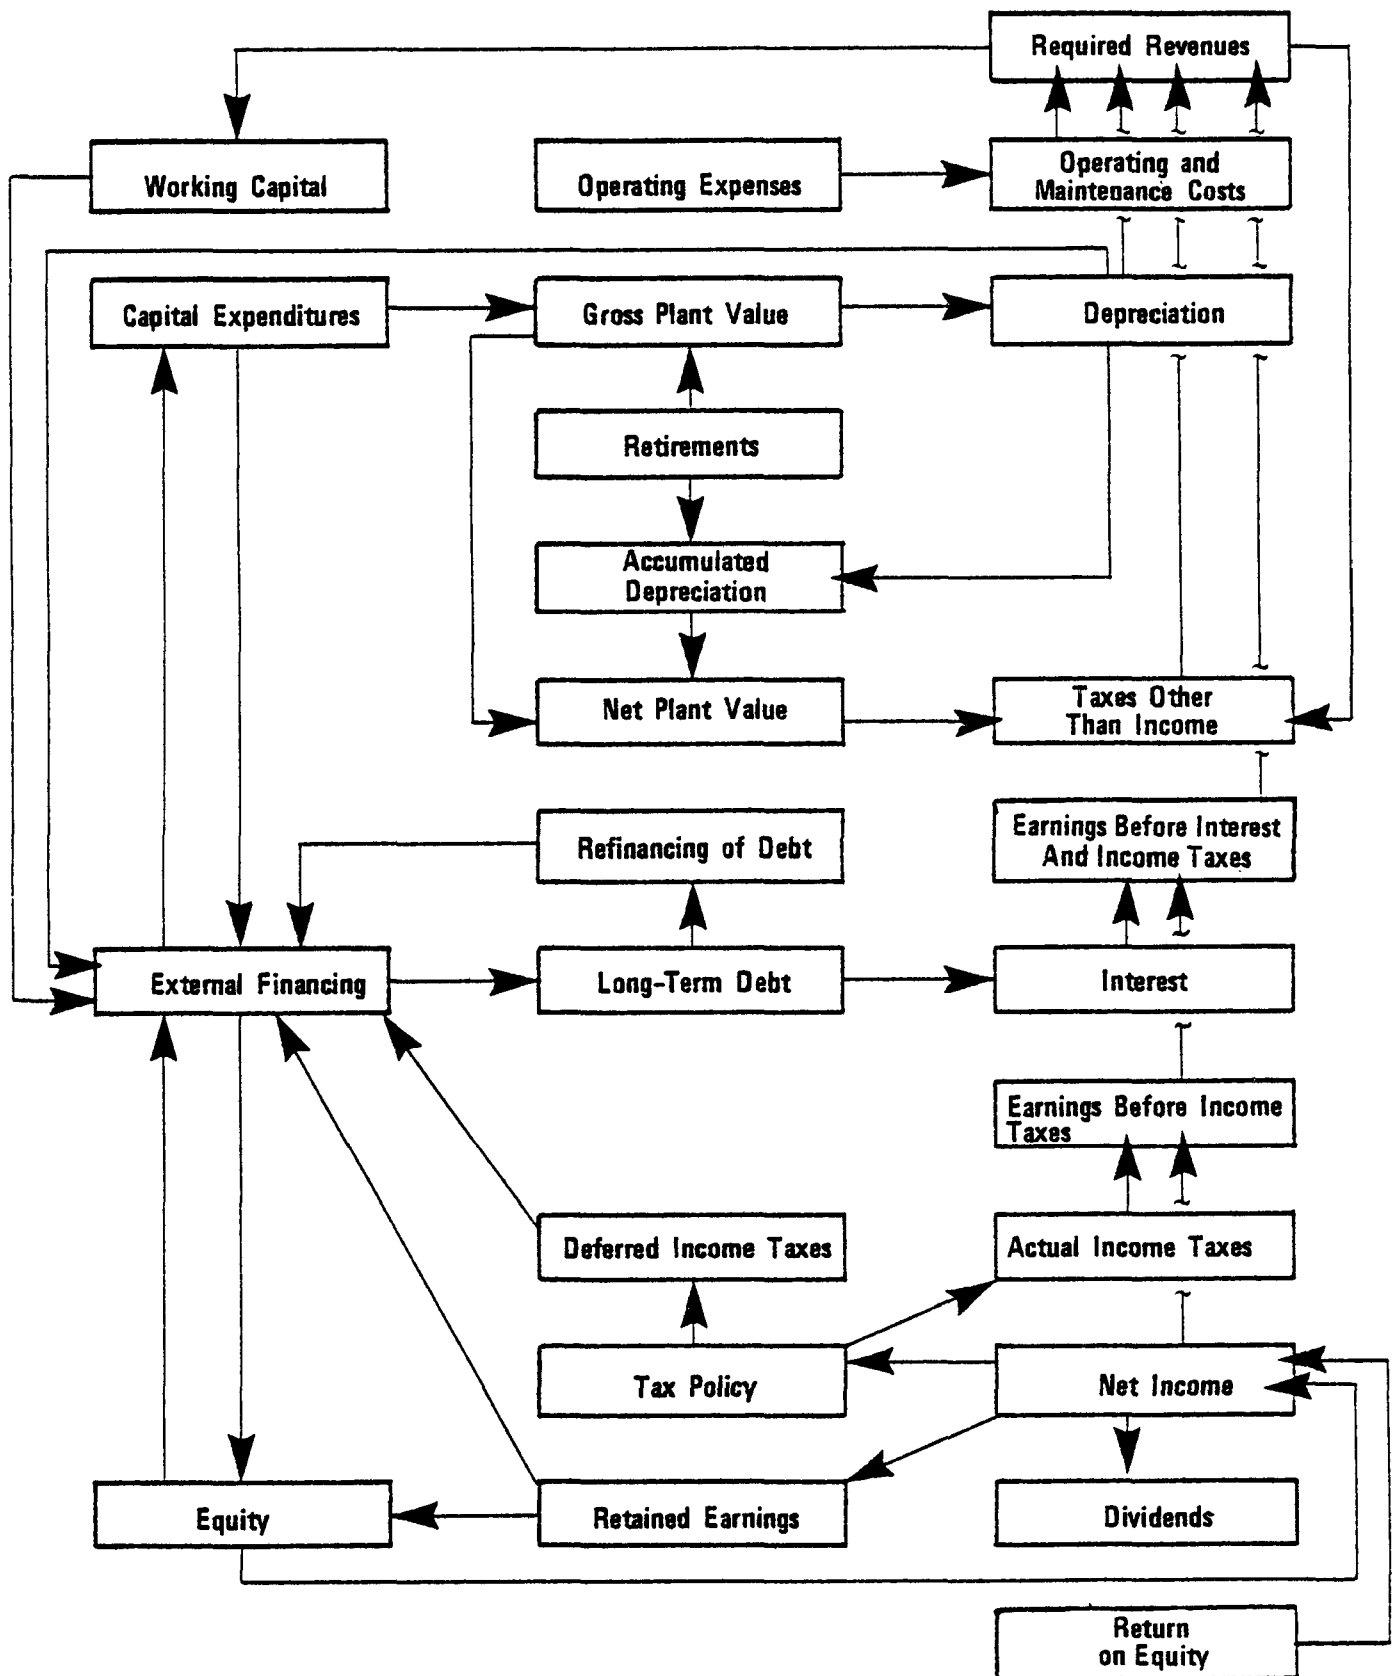 Required Revenues
Working Capital
Operating Expenses
Operating and
Maintenance Costs
Capital Expenditures
Gross Plant Value
Depreciation
Retirements
Accumulated
Depreciation
Net Plant Value
Taxes Other
Than Income
Refinancing of Debt
Earnings Before Interest
And Income Taxes
External Financing
Long-Term Debt
Interest
Earnings Before Income
Taxes
Deferred Income Taxes
Actual Income Taxes
Tax Policy
Net Income
Equity
Retained Earnings
Dividends
Return
on Equity